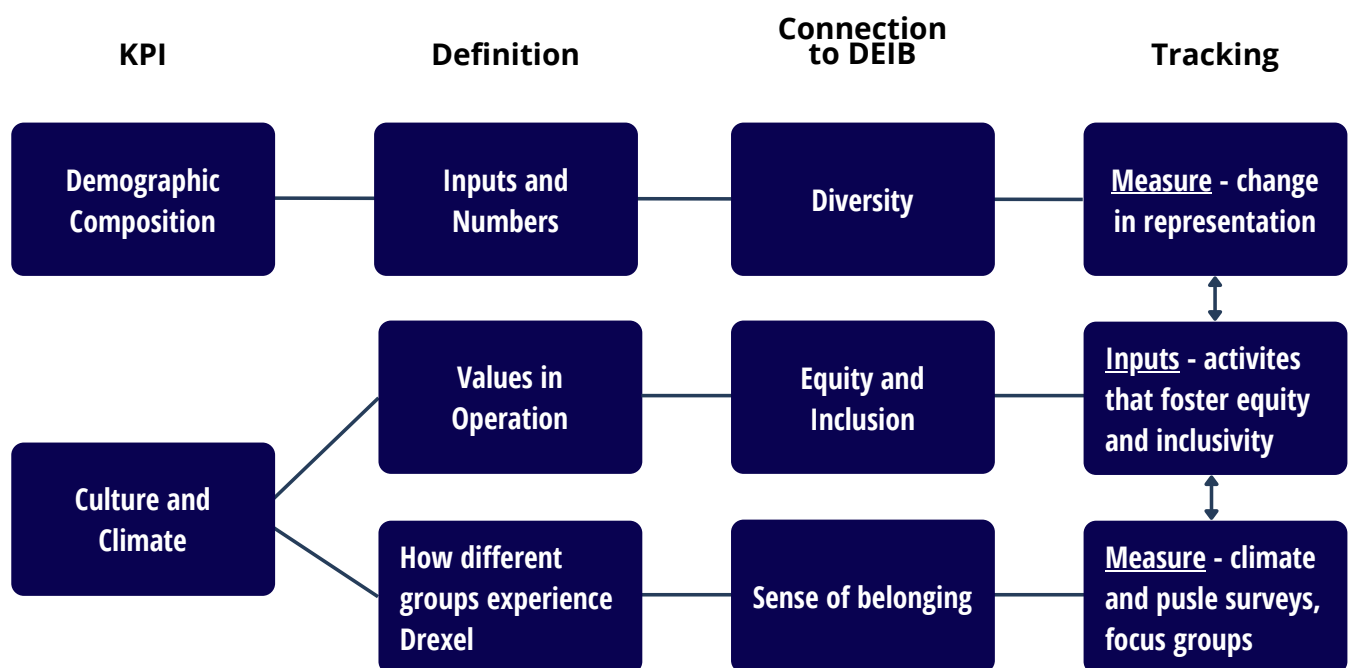 KPI
Definition
Connection
to DEIB
Tracking
Demographic
Composition
Inputs and
Numbers
Diversity
Measure - change
in representation
Values in
Operation
Equity and
Inclusion
Inputs - activites
that foster equity
and inclusivity
Culture and
Climate
How different
groups experience
Drexel
Sense of belonging
Measure - climate
and pusle surveys,
focus groups